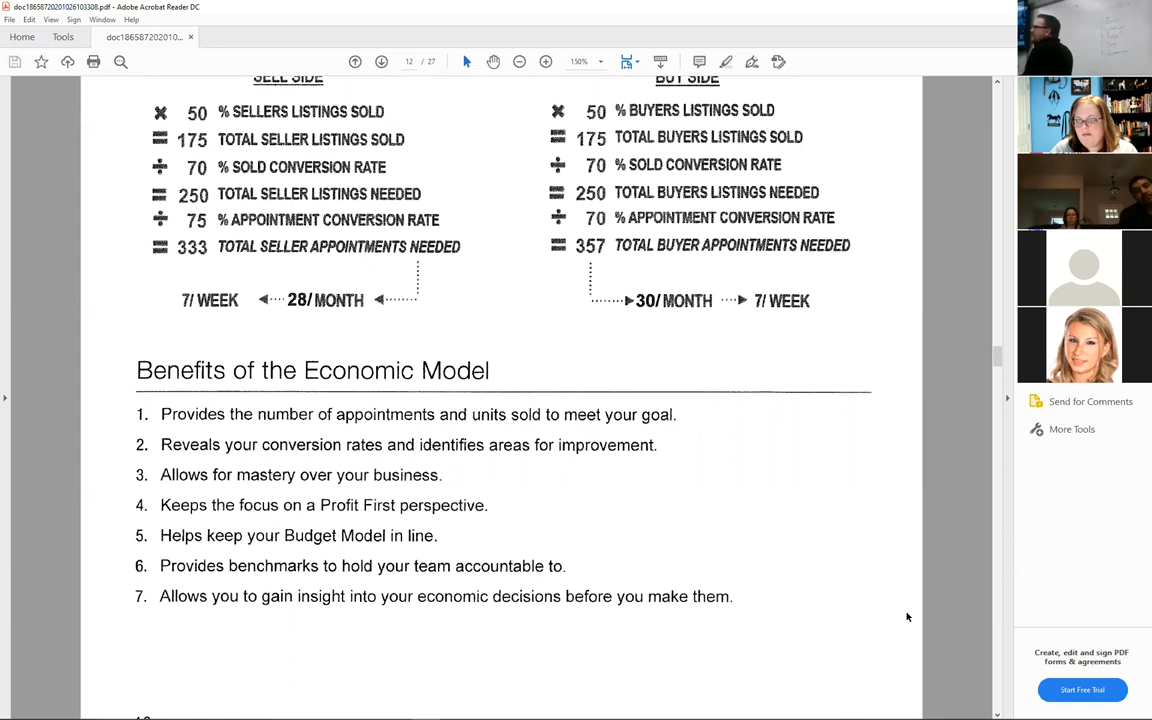 doc18658720201026103308.pdf - Adobe Acrobat Reader DC
File Edit View Sign Window Help
Home Tools doc186587202010... ×
12 / 27 150%
SELL SIDE BUY SIDE
× 50 % SELLERS LISTINGS SOLD
= 175 TOTAL SELLER LISTINGS SOLD
÷ 70 % SOLD CONVERSION RATE
= 250 TOTAL SELLER LISTINGS NEEDED
÷ 75 % APPOINTMENT CONVERSION RATE
= 333 TOTAL SELLER APPOINTMENTS NEEDED
7/ WEEK 28/ MONTH
× 50 % BUYERS LISTINGS SOLD
= 175 TOTAL BUYERS LISTINGS SOLD
÷ 70 % SOLD CONVERSION RATE
= 250 TOTAL BUYERS LISTINGS NEEDED
÷ 70 % APPOINTMENT CONVERSION RATE
= 357 TOTAL BUYER APPOINTMENTS NEEDED
30/ MONTH 7/ WEEK
Benefits of the Economic Model
1. Provides the number of appointments and units sold to meet your goal.
2. Reveals your conversion rates and identifies areas for improvement.
3. Allows for mastery over your business.
4. Keeps the focus on a Profit First perspective.
5. Helps keep your Budget Model in line.
6. Provides benchmarks to hold your team accountable to.
7. Allows you to gain insight into your economic decisions before you make them.
Send for Comments
More Tools
Create, edit and sign PDF
forms & agreements
Start Free Trial